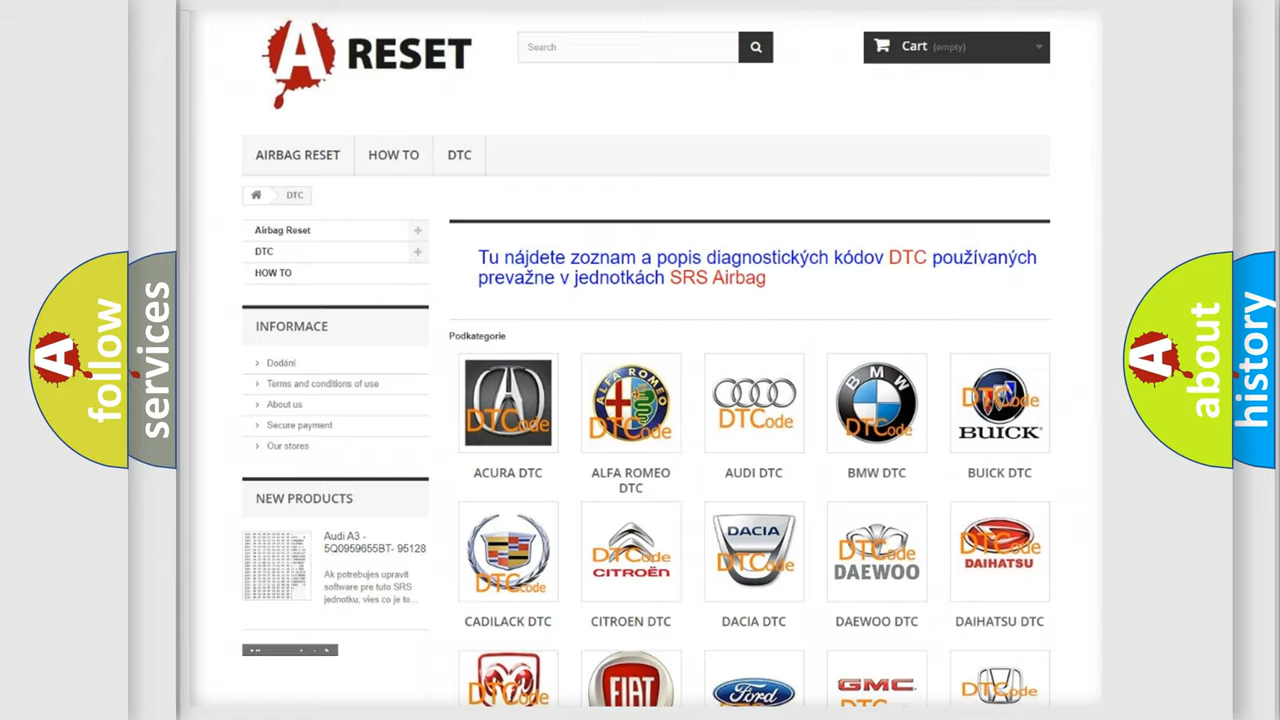 A RESET
Search
Cart (empty)
AIRBAG RESET
HOW TO
DTC
DTC
Airbag Reset
DTC
HOW TO
INFORMACE
Dodání
Terms and conditions of use
About us
Secure payment
Our stores
NEW PRODUCTS
Audi A3 -
5Q0959655BT- 95128
Ak potrebujes upravit
software pre tuto SRS
jednotku, vies co je to...
Tu nájdete zoznam a popis diagnostických kódov DTC používaných
prevažne v jednotkách SRS Airbag
Podkategorie
DTCode
ALFA ROMEO
DTCode
DTCode
BMW
DTCode
DTCode
BUICK
ACURA DTC
ALFA ROMEO
DTC
AUDI DTC
BMW DTC
BUICK DTC
DTCode
DTCode
CITROËN
DACIA
DTCode
DTCode
DAEWOO
DTCode
DAIHATSU
CADILACK DTC
CITROEN DTC
DACIA DTC
DAEWOO DTC
DAIHATSU DTC
DTCode
FIAT
Ford
GMC
DTCode
A follow
services
A about
history